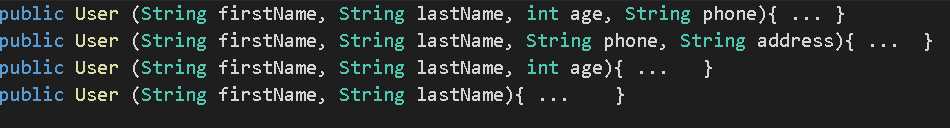 public User (String firstName, String lastName, int age, String phone){ ... }
public User (String firstName, String lastName, String phone, String address){ ...  }
public User (String firstName, String lastName, int age){ ...   }
public User (String firstName, String lastName){ ...    }